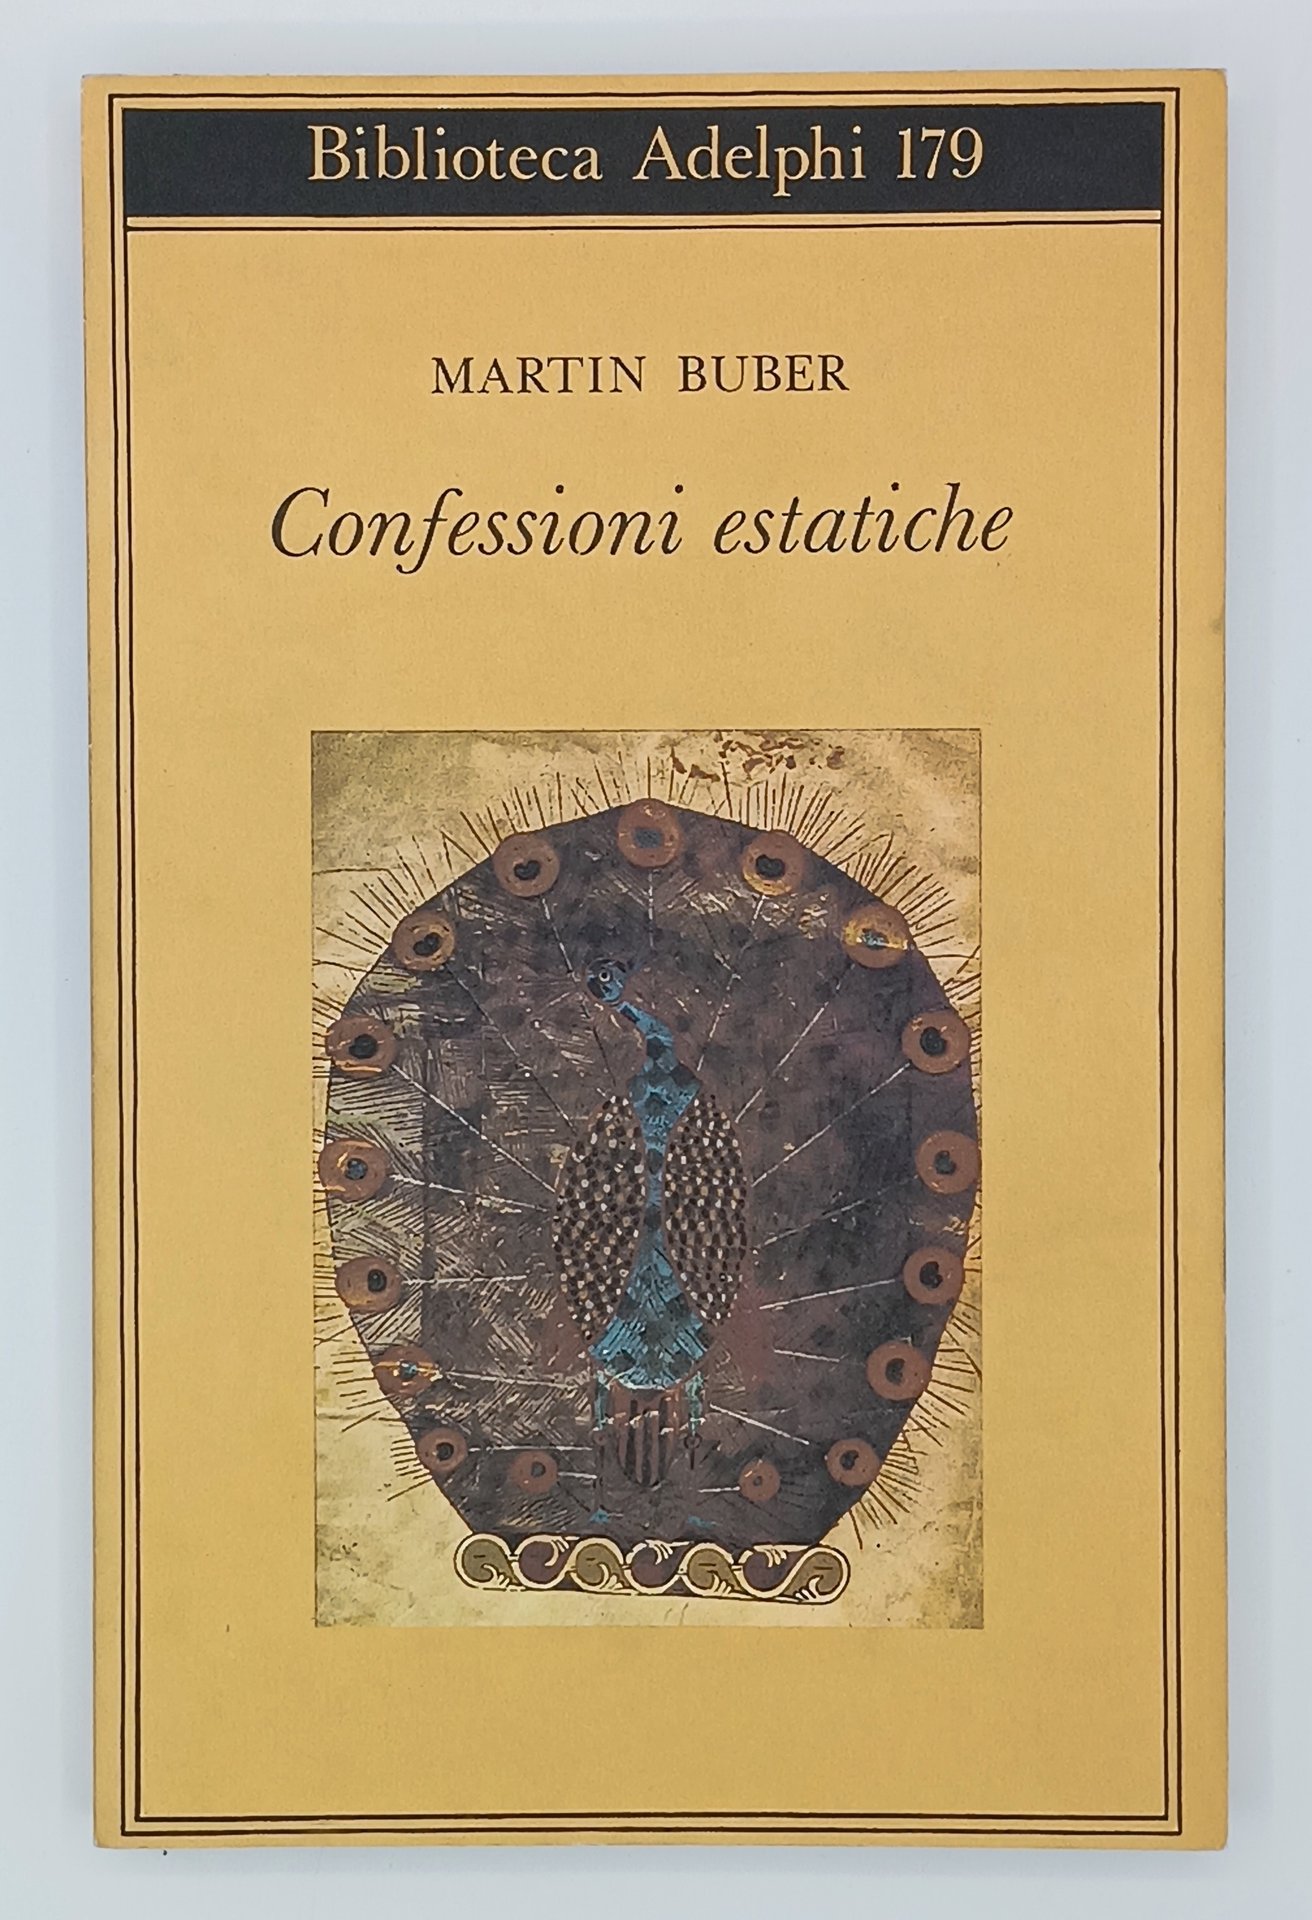 Biblioteca Adelphi 179
MARTIN BUBER
Confessioni estatiche